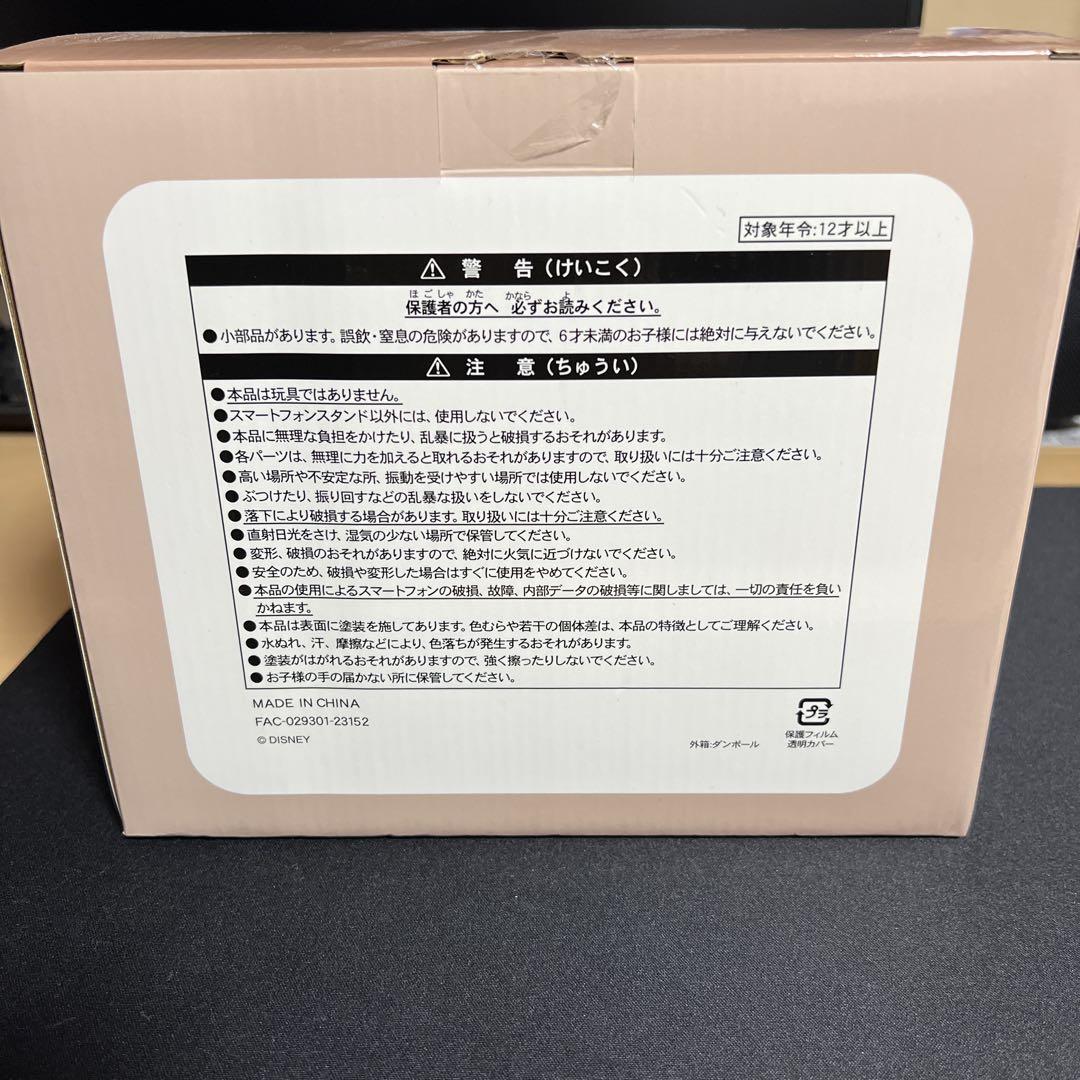 対象年令:12才以上
⚠ 警 告（けいこく）
ほごしゃ かた かなら よ
保護者の方へ 必ずお読みください。
●小部品があります。誤飲・窒息の危険がありますので、6才未満のお子様には絶対に与えないでください。
⚠ 注 意（ちゅうい）
●本品は玩具ではありません。
●スマートフォンスタンド以外には、使用しないでください。
●本品に無理な負担をかけたり、乱暴に扱うと破損するおそれがあります。
●各パーツは、無理に力を加えると取れるおそれがありますので、取り扱いには十分ご注意ください。
●高い場所や不安定な所、振動を受けやすい場所では使用しないでください。
●ぶつけたり、振り回すなどの乱暴な扱いをしないでください。
●落下により破損する場合があります。取り扱いには十分ご注意ください。
●直射日光をさけ、湿気の少ない場所で保管してください。
●変形、破損のおそれがありますので、絶対に火気に近づけないでください。
●安全のため、破損や変形した場合はすぐに使用をやめてください。
●本品の使用によるスマートフォンの破損、故障、内部データの破損等に関しましては、一切の責任を負い
かねます。
●本品は表面に塗装を施してあります。色むらや若干の個体差は、本品の特徴としてご理解ください。
●水ぬれ、汗、摩擦などにより、色落ちが発生するおそれがあります。
●塗装がはがれるおそれがありますので、強く擦ったりしないでください。
●お子様の手の届かない所に保管してください。
MADE IN CHINA
FAC-029301-23152
© DISNEY
外箱:ダンボール
プラ
保護フィルム
透明カバー